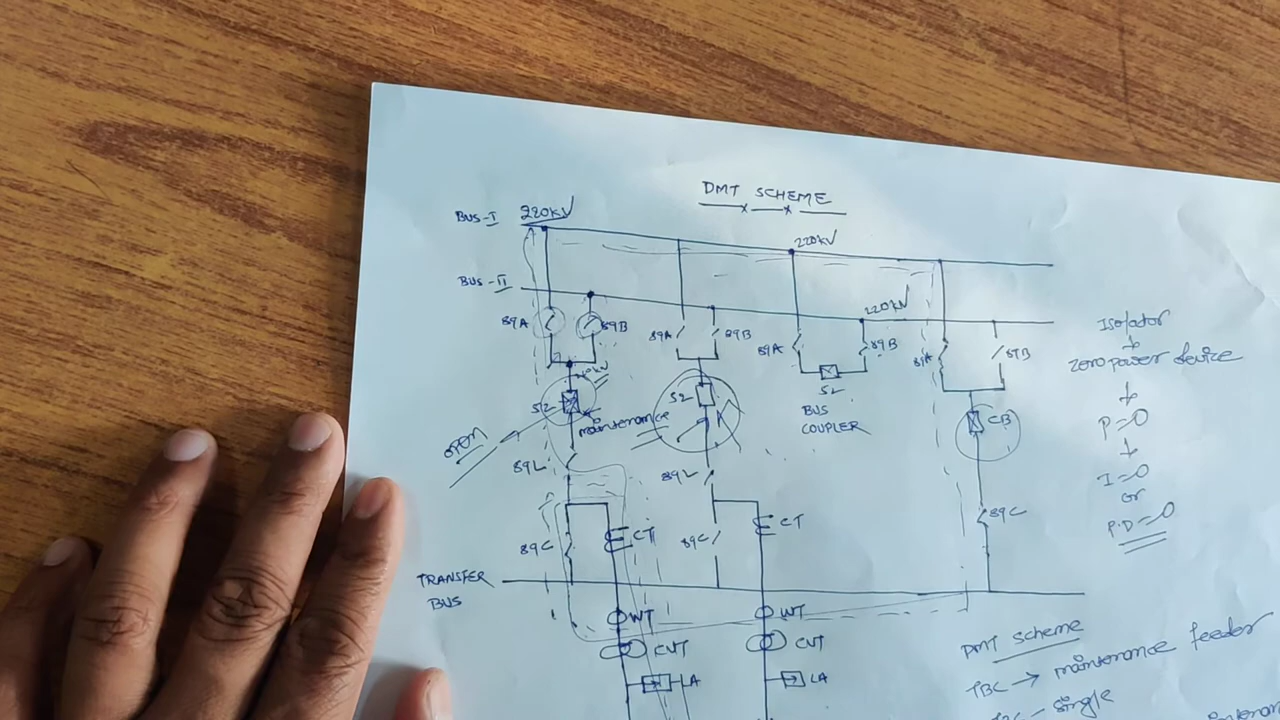 DMT SCHEME
BUS-I 220kV
220kV
BUS-II
220kV
89A 89B
89A 89B
89A 89B
89A 89B
52
maintenance
52
52
BUS
COUPLER
CB
open
89L
89L
89C
CT
89C
CT
89C
TRANSFER
BUS
WT
WT
CVT
CVT
LA
LA
Isolator
↓
Zero power device
↓
P=0
↓
I=0
or
P.D=0
DMT Scheme
TBC → maintenance feeder
single